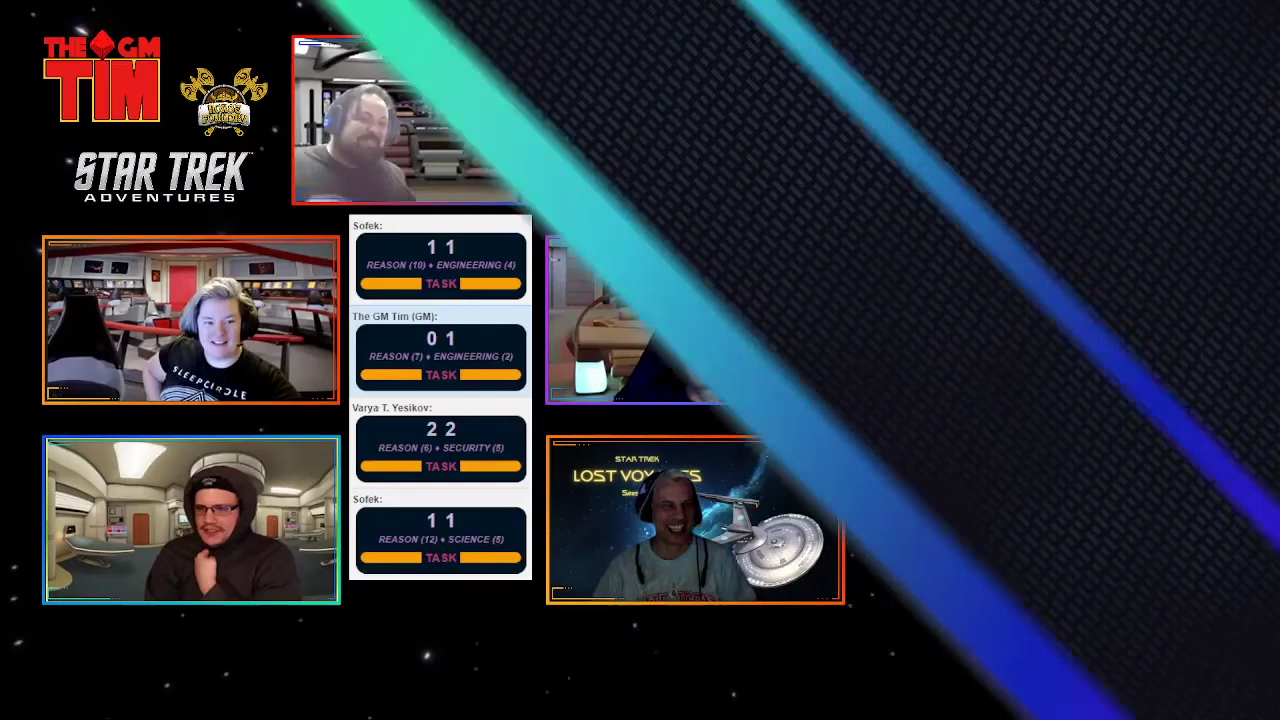 THE GM
TIM
STAR TREK
ADVENTURES
Sofek:
1 1
REASON (10) ♦ ENGINEERING (4)
TASK
The GM Tim (GM):
0 1
REASON (7) ♦ ENGINEERING (2)
TASK
Varya T. Yesikov:
2 2
REASON (6) ♦ SECURITY (5)
TASK
Sofek:
1 1
REASON (12) ♦ SCIENCE (5)
TASK
SLEEPCIRCLE
STAR TREK